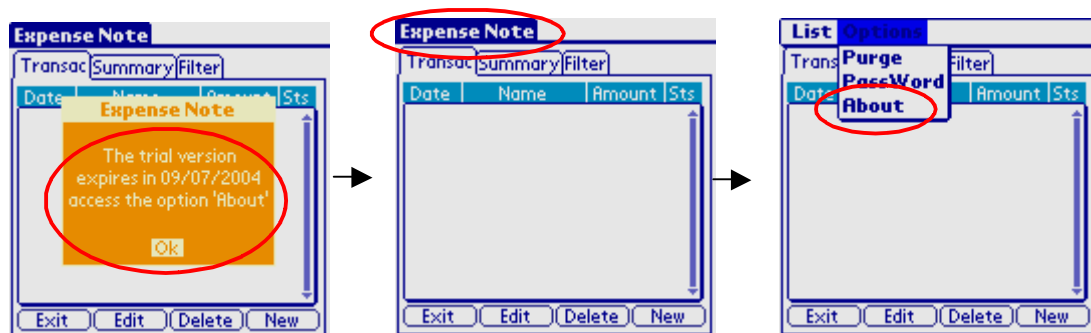 Expense Note
Transac Summary Filter
Date Name Amount Sts
Expense Note
The trial version
expires in 09/07/2004
access the option 'About'
Ok
Exit Edit Delete New
Expense Note
Transac Summary Filter
Date Name Amount Sts
Exit Edit Delete New
List Options
Trans Filter
Purge
PassWord
About
Date Amount Sts
Exit Edit Delete New